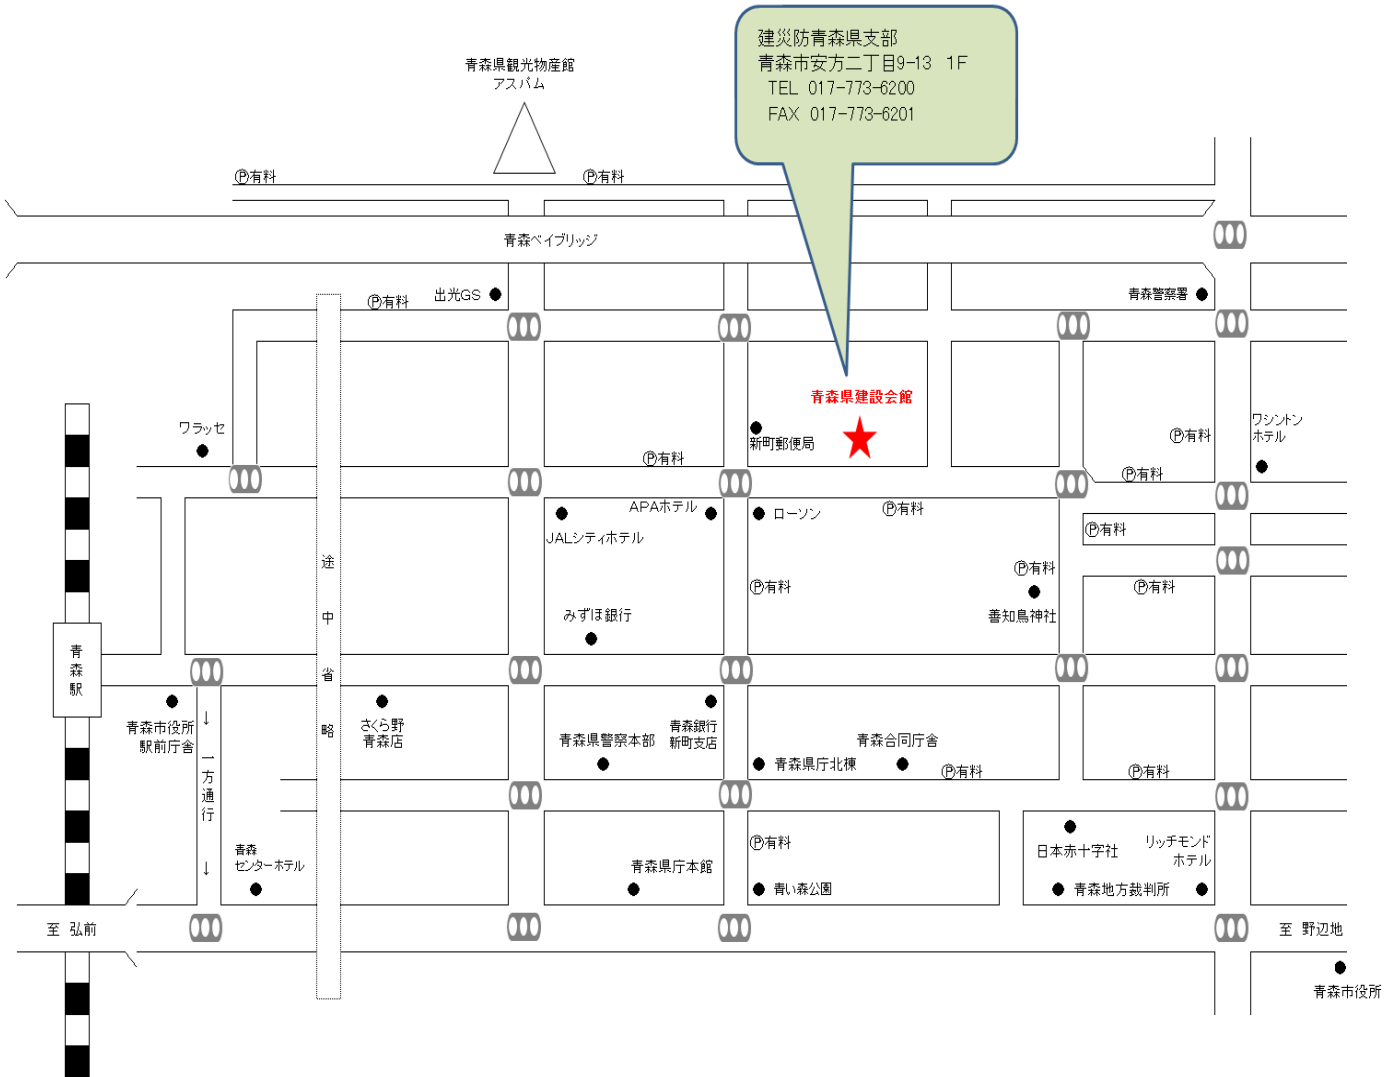 建災防青森県支部
青森市安方二丁目9-13 1F
TEL 017-773-6200
FAX 017-773-6201
青森県観光物産館
アスパム
Ⓟ有料
Ⓟ有料
青森ベイブリッジ
出光GS
Ⓟ有料
青森警察署
青森県建設会館
ワラッセ
新町郵便局
Ⓟ有料
Ⓟ有料
ワシントン
ホテル
Ⓟ有料
APAホテル
ローソン
Ⓟ有料
JALシティホテル
Ⓟ有料
途中省略
Ⓟ有料
Ⓟ有料
Ⓟ有料
みずほ銀行
善知鳥神社
青森駅
青森市役所
駅前庁舎
↓
一方通行
↓
さくら野
青森店
青森県警察本部
青森銀行
新町支店
青森県庁北棟
青森合同庁舎
Ⓟ有料
Ⓟ有料
青森
センターホテル
青森県庁本館
Ⓟ有料
青い森公園
日本赤十字社
リッチモンド
ホテル
青森地方裁判所
至 弘前
至 野辺地
青森市役所